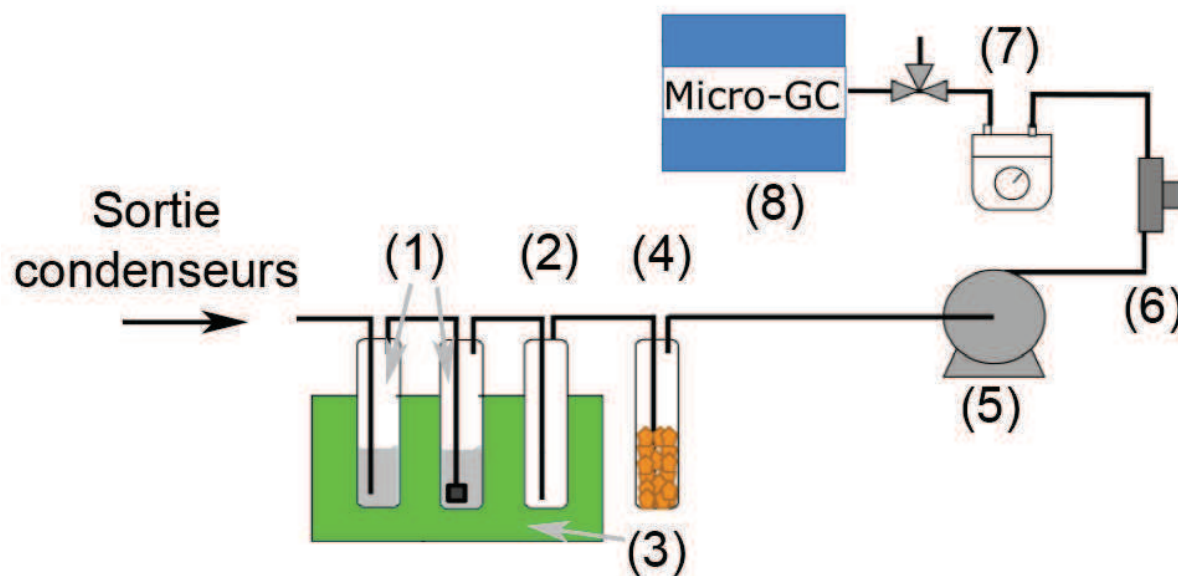 (7)
Micro-GC
(8)
Sortie
condenseurs
(1)
(2)
(4)
(6)
(5)
(3)